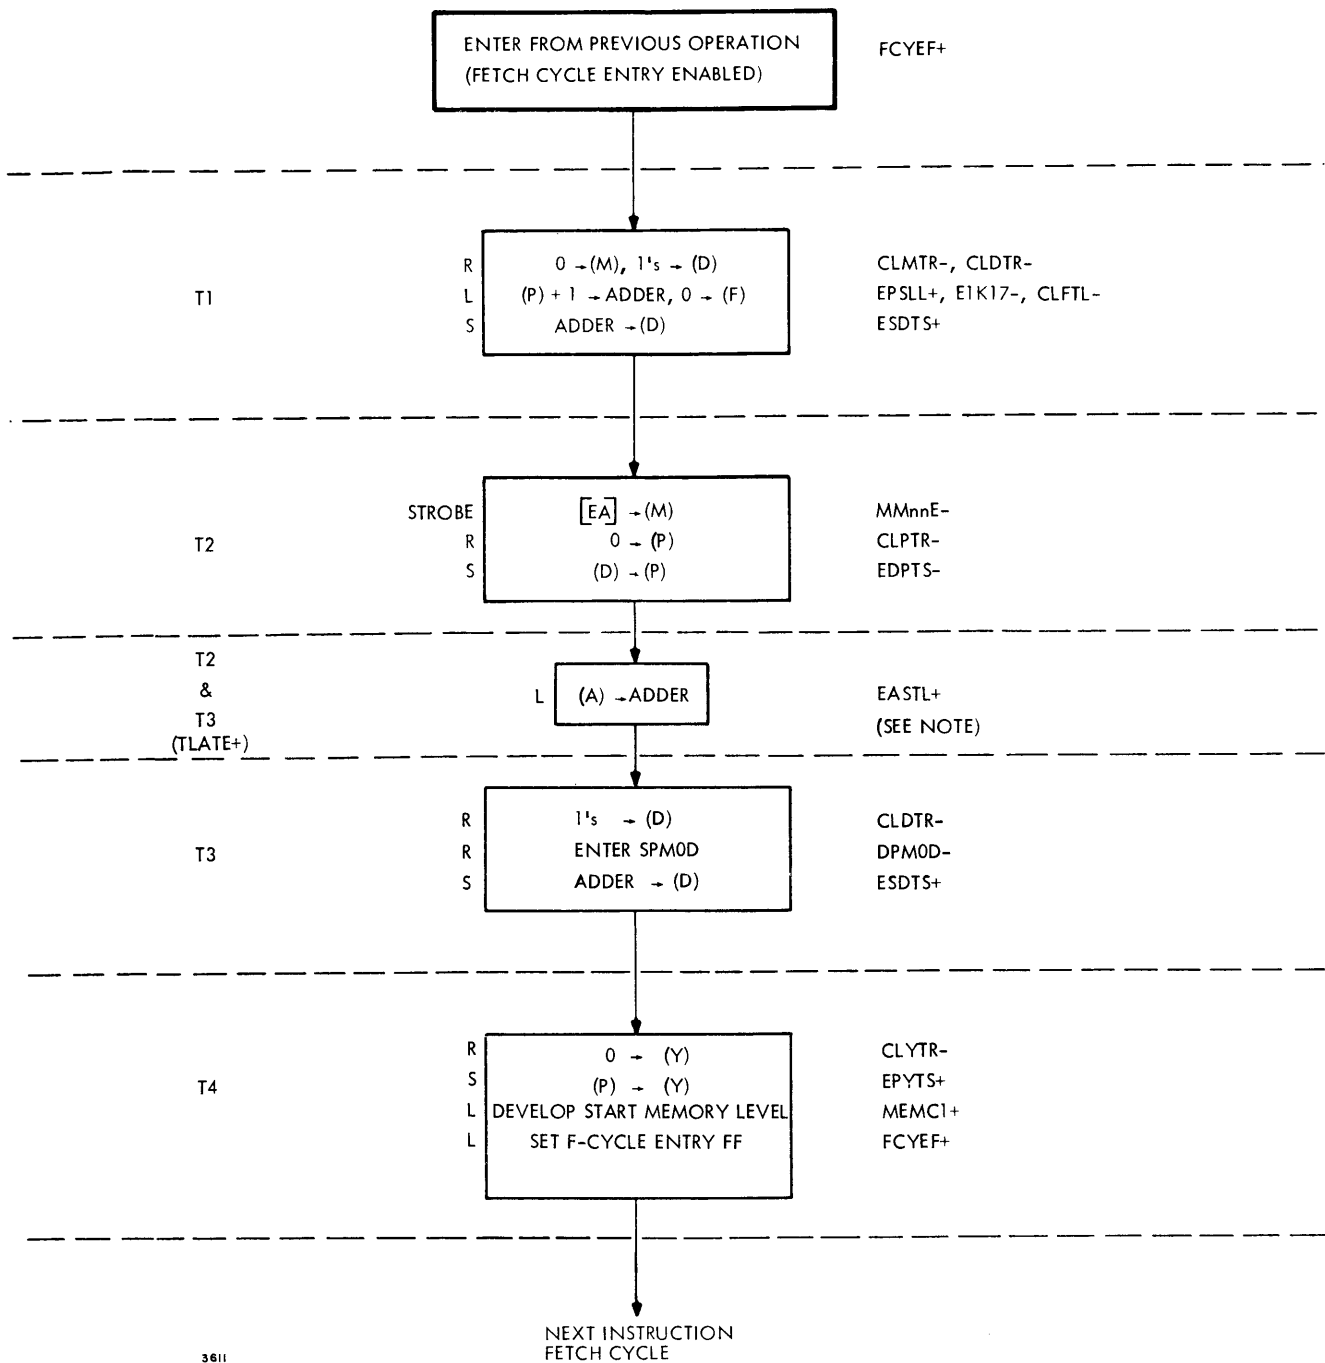 ENTER FROM PREVIOUS OPERATION FCYEF+
(FETCH CYCLE ENTRY ENABLED)
R 0 → (M), 1's → (D) CLMTR-, CLDTR-
T1 L (P) + 1 → ADDER, 0 → (F) EPSLL+, E1K17-, CLFTL-
S ADDER → (D) ESDTS+
STROBE [EA] → (M) MMnnE-
T2 R 0 → (P) CLPTR-
S (D) → (P) EDPTS-
T2
& L (A) → ADDER EASTL+
T3 (SEE NOTE)
(TLATE+)
R 1's → (D) CLDTR-
T3 R ENTER SPM0D DPM0D-
S ADDER → (D) ESDTS+
R 0 → (Y) CLYTR-
T4 S (P) → (Y) EPYTS+
L DEVELOP START MEMORY LEVEL MEMC1+
L SET F-CYCLE ENTRY FF FCYEF+
NEXT INSTRUCTION
FETCH CYCLE
3611